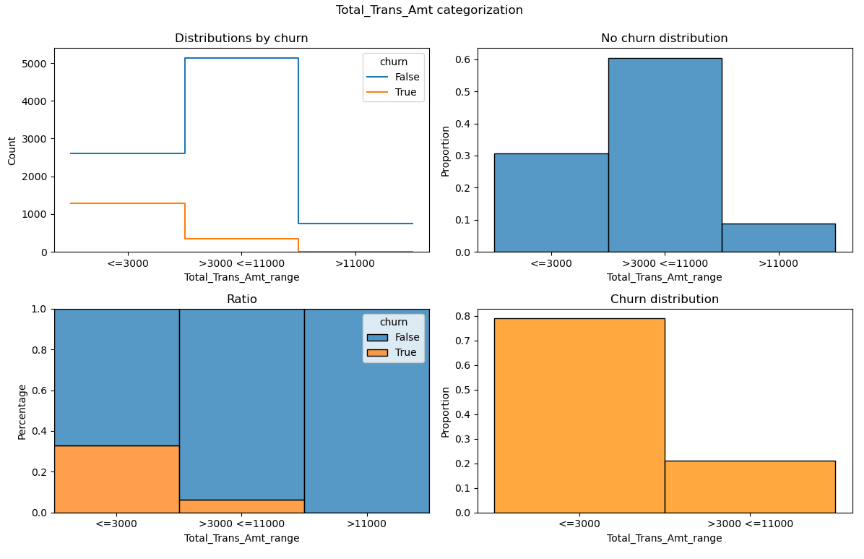 Total_Trans_Amt categorization
Distributions by churn
churn
False
True
5000
4000
3000
2000
1000
0
Count
<=3000 >3000 <=11000 >11000
Total_Trans_Amt_range
No churn distribution
0.6
0.5
0.4
0.3
0.2
0.1
0.0
Proportion
<=3000 >3000 <=11000 >11000
Total_Trans_Amt_range
Ratio
churn
False
True
1.0
0.8
0.6
0.4
0.2
0.0
Percentage
<=3000 >3000 <=11000 >11000
Total_Trans_Amt_range
Churn distribution
0.8
0.7
0.6
0.5
0.4
0.3
0.2
0.1
0.0
Proportion
<=3000 >3000 <=11000
Total_Trans_Amt_range